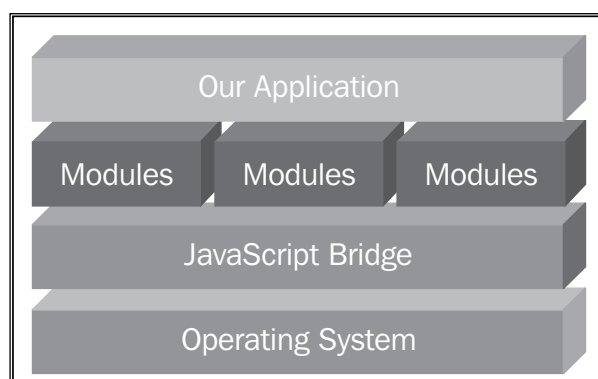 Our Application
Modules Modules Modules
JavaScript Bridge
Operating System